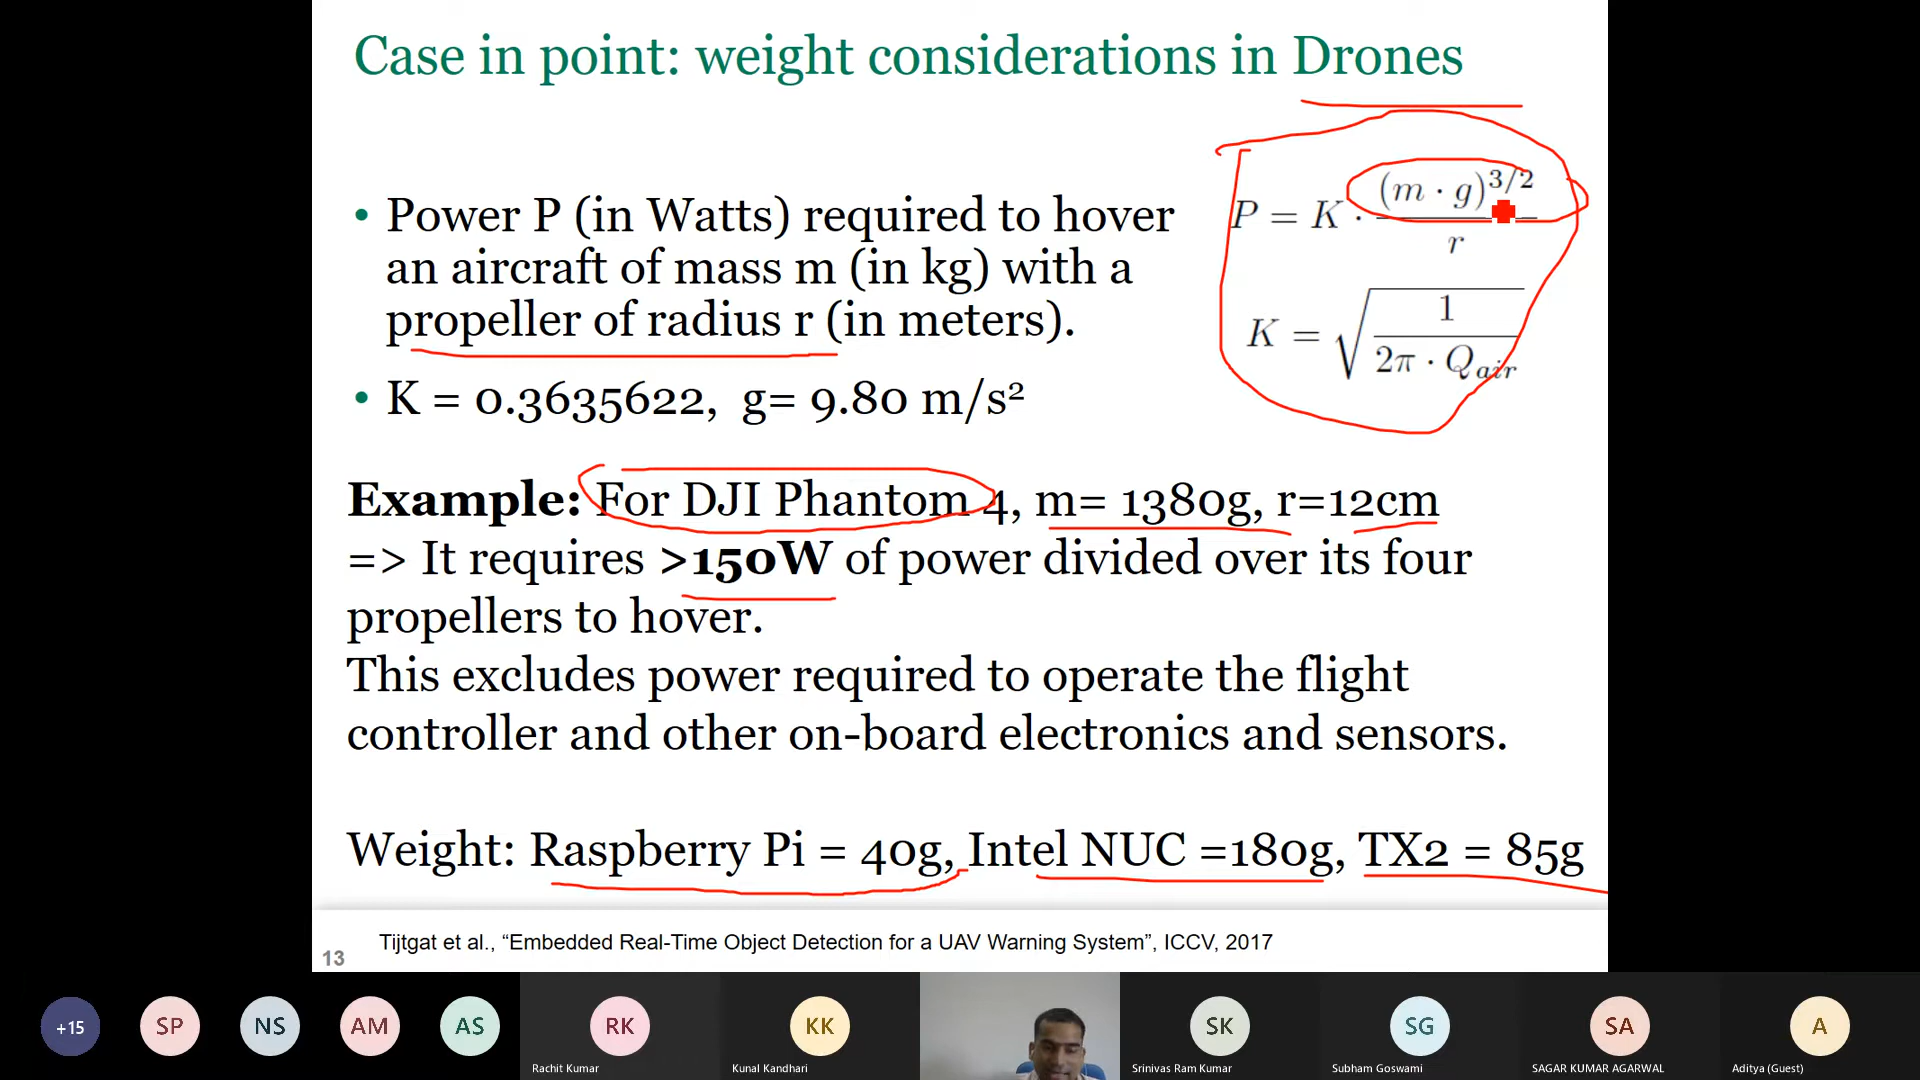 Case in point: weight considerations in Drones
• Power P (in Watts) required to hover
an aircraft of mass m (in kg) with a
propeller of radius r (in meters).
P = K · (m · g)^{3/2} / r
K = √(1 / (2π · Q_{air}))
• K = 0.3635622, g= 9.80 m/s²
Example: For DJI Phantom 4, m= 1380g, r=12cm
=> It requires >150W of power divided over its four
propellers to hover.
This excludes power required to operate the flight
controller and other on-board electronics and sensors.
Weight: Raspberry Pi = 40g, Intel NUC =180g, TX2 = 85g
Tijtgat et al., “Embedded Real-Time Object Detection for a UAV Warning System”, ICCV, 2017
13
+15 SP NS AM AS RK KK SK SG SA A
Rachit Kumar Kunal Kandhari Srinivas Ram Kumar Subham Goswami SAGAR KUMAR AGARWAL Aditya (Guest)